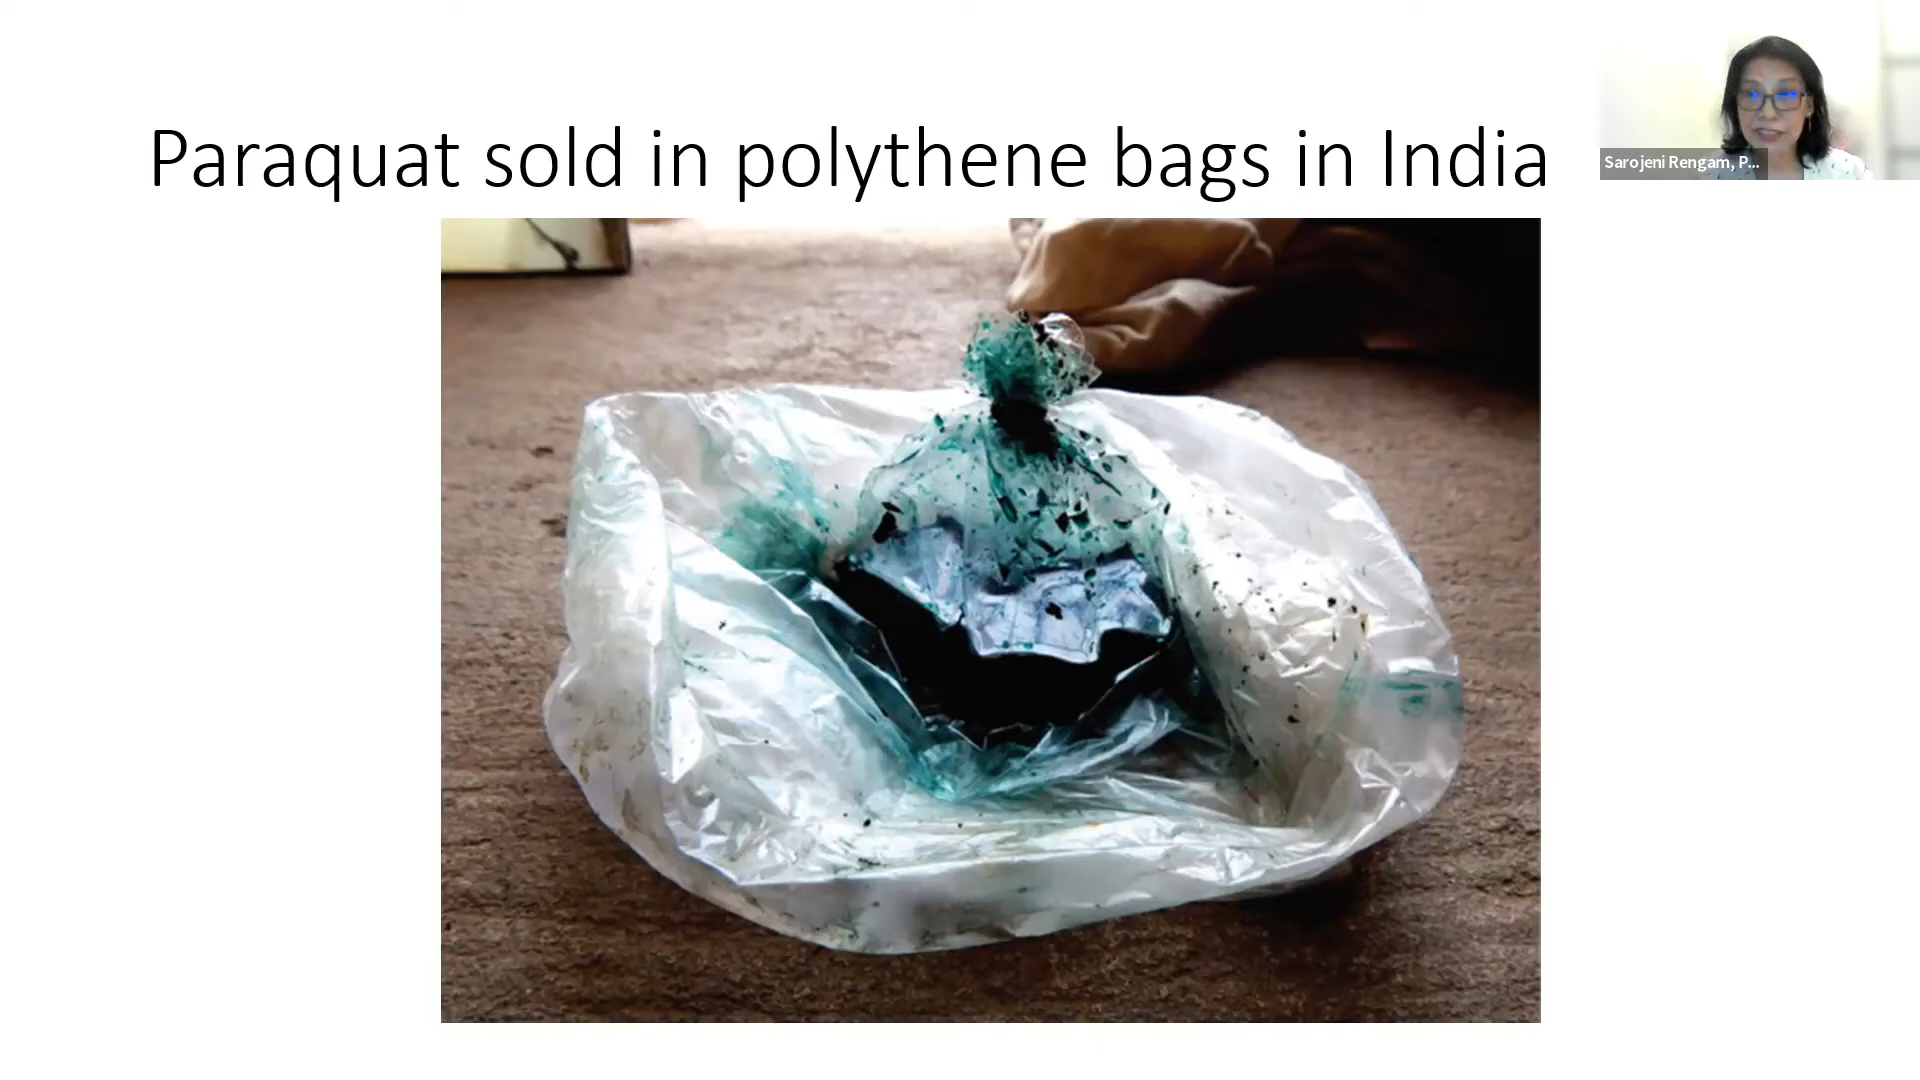 Paraquat sold in polythene bags in India
Sarojeni Rengam, P...